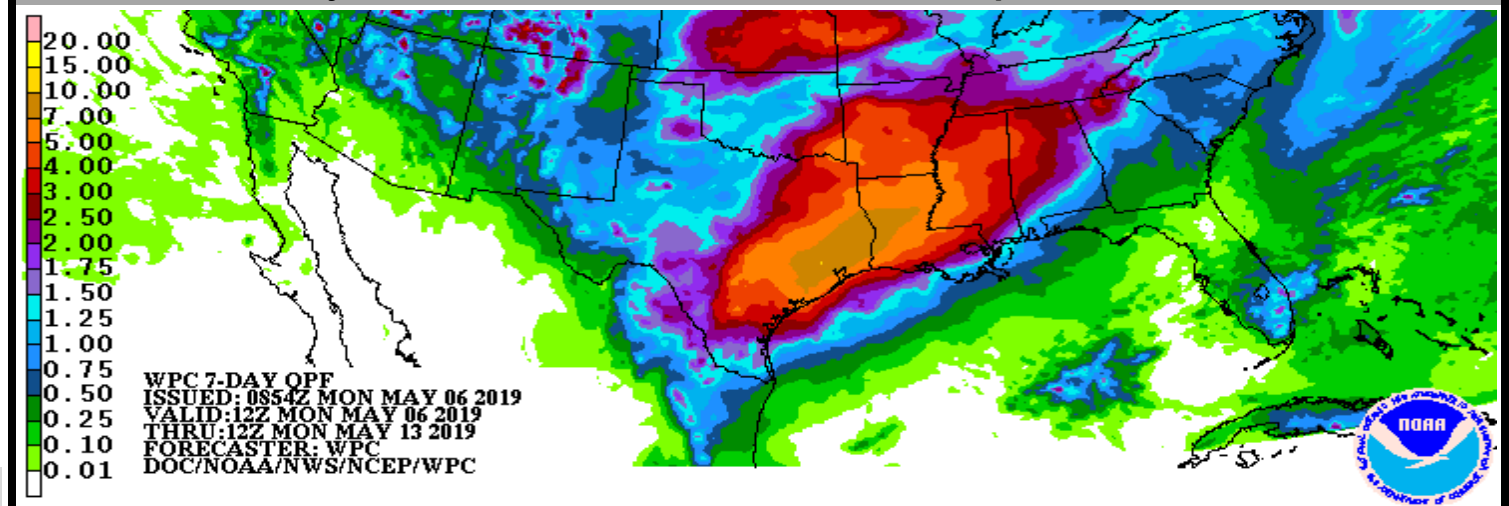 20.00
15.00
10.00
7.00
5.00
4.00
3.00
2.50
2.00
1.75
1.50
1.25
1.00
0.75
0.50
0.25
0.10
0.01
WPC 7-DAY QPF
ISSUED: 0854Z MON MAY 06 2019
VALID:12Z MON MAY 06 2019
THRU:12Z MON MAY 13 2019
FORECASTER: WPC
DOC/NOAA/NWS/NCEP/WPC
NOAA